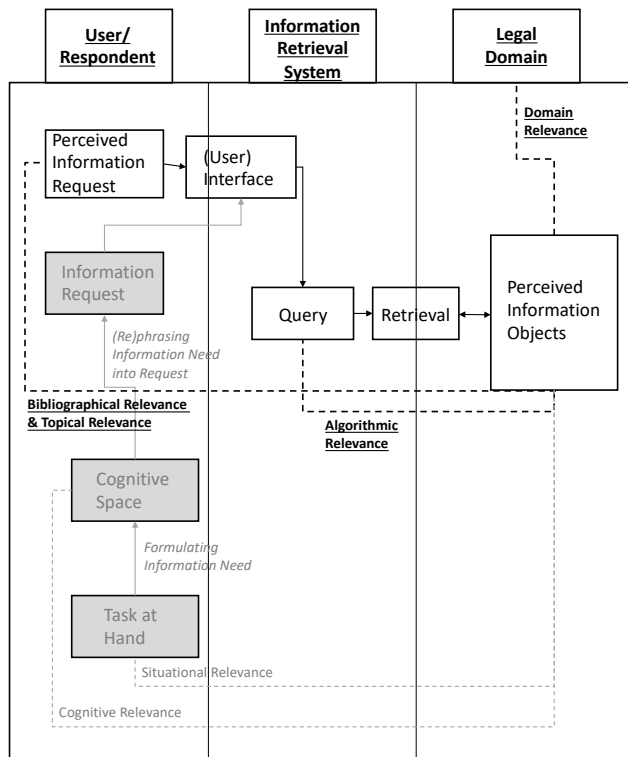 User/
Respondent
Information
Retrieval
System
Legal
Domain
Domain
Relevance
Perceived
Information
Request
(User)
Interface
Information
Request
Query
Retrieval
Perceived
Information
Objects
(Re)phrasing
Information Need
into Request
Bibliographical Relevance
& Topical Relevance
Algorithmic
Relevance
Cognitive
Space
Formulating
Information Need
Task at
Hand
Situational Relevance
Cognitive Relevance